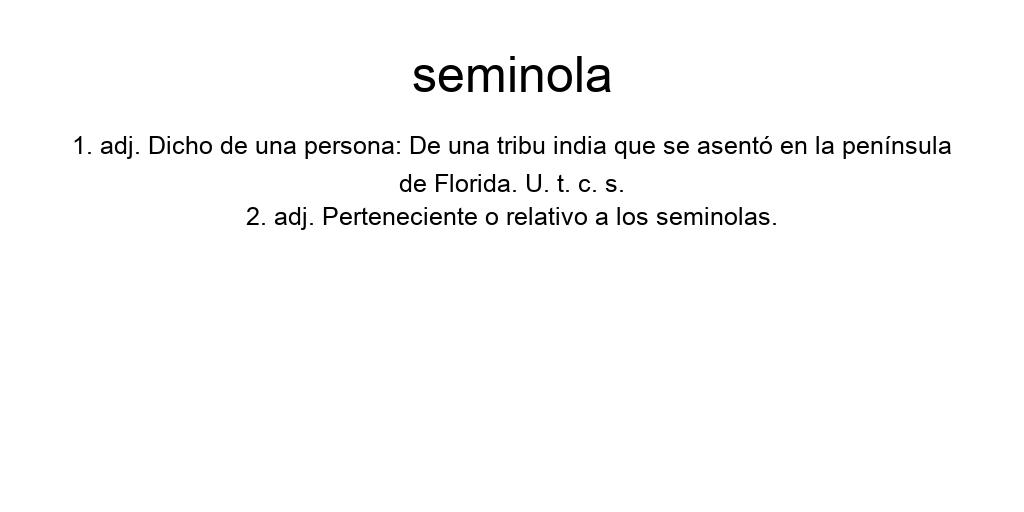 seminola
1. adj. Dicho de una persona: De una tribu india que se asentó en la península
de Florida. U. t. c. s.
2. adj. Perteneciente o relativo a los seminolas.